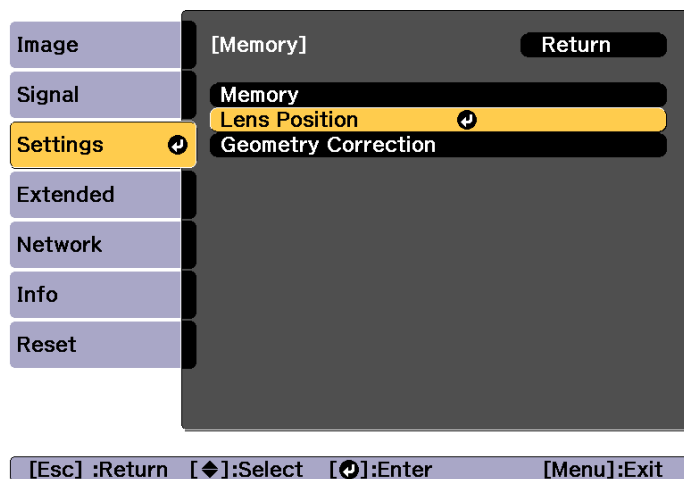 Image
Signal
Settings
Extended
Network
Info
Reset
[Memory] Return
Memory
Lens Position
Geometry Correction
[Esc] :Return [◆]:Select [⏎]:Enter [Menu]:Exit